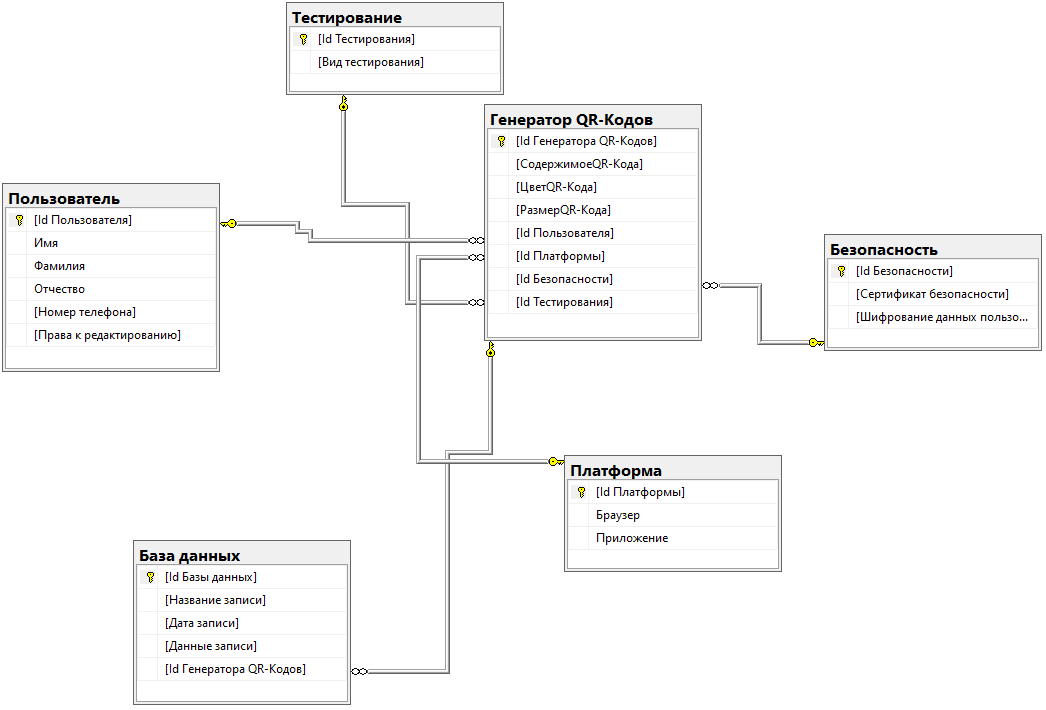 Тестирование
[Id Тестирования]
[Вид тестирования]
Генератор QR-Кодов
[Id Генератора QR-Кодов]
[СодержимоеQR-Кода]
[ЦветQR-Кода]
[РазмерQR-Кода]
[Id Пользователя]
[Id Платформы]
[Id Безопасности]
[Id Тестирования]
Пользователь
[Id Пользователя]
Имя
Фамилия
Отчество
[Номер телефона]
[Права к редактированию]
Безопасность
[Id Безопасности]
[Сертификат безопасности]
[Шифрование данных пользо...
Платформа
[Id Платформы]
Браузер
Приложение
База данных
[Id Базы данных]
[Название записи]
[Дата записи]
[Данные записи]
[Id Генератора QR-Кодов]